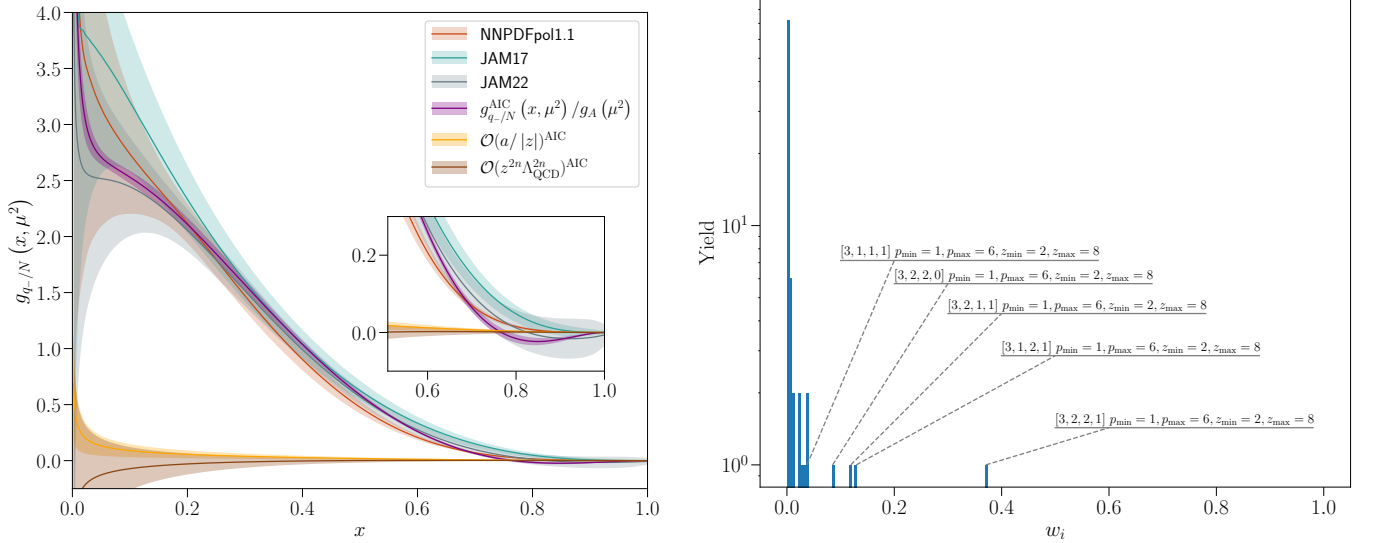 4.0
3.5
3.0
2.5
2.0
1.5
1.0
0.5
0.0
g_{q_-/N} (x, μ²)
0.0 0.2 0.4 0.6 0.8 1.0
x
NNPDFpol1.1
JAM17
JAM22
g^{AIC}_{q_-/N} (x, μ²) /g_A (μ²)
𝒪(a/ |z|)^{AIC}
𝒪(z^{2n}Λ^{2n}_{QCD})^{AIC}
0.2
0.0
0.6 0.8 1.0
Yield
10¹
10⁰
[3, 1, 1, 1] p_min = 1, p_max = 6, z_min = 2, z_max = 8
[3, 2, 2, 0] p_min = 1, p_max = 6, z_min = 2, z_max = 8
[3, 2, 1, 1] p_min = 1, p_max = 6, z_min = 2, z_max = 8
[3, 1, 2, 1] p_min = 1, p_max = 6, z_min = 2, z_max = 8
[3, 2, 2, 1] p_min = 1, p_max = 6, z_min = 2, z_max = 8
0.0 0.2 0.4 0.6 0.8 1.0
w_i